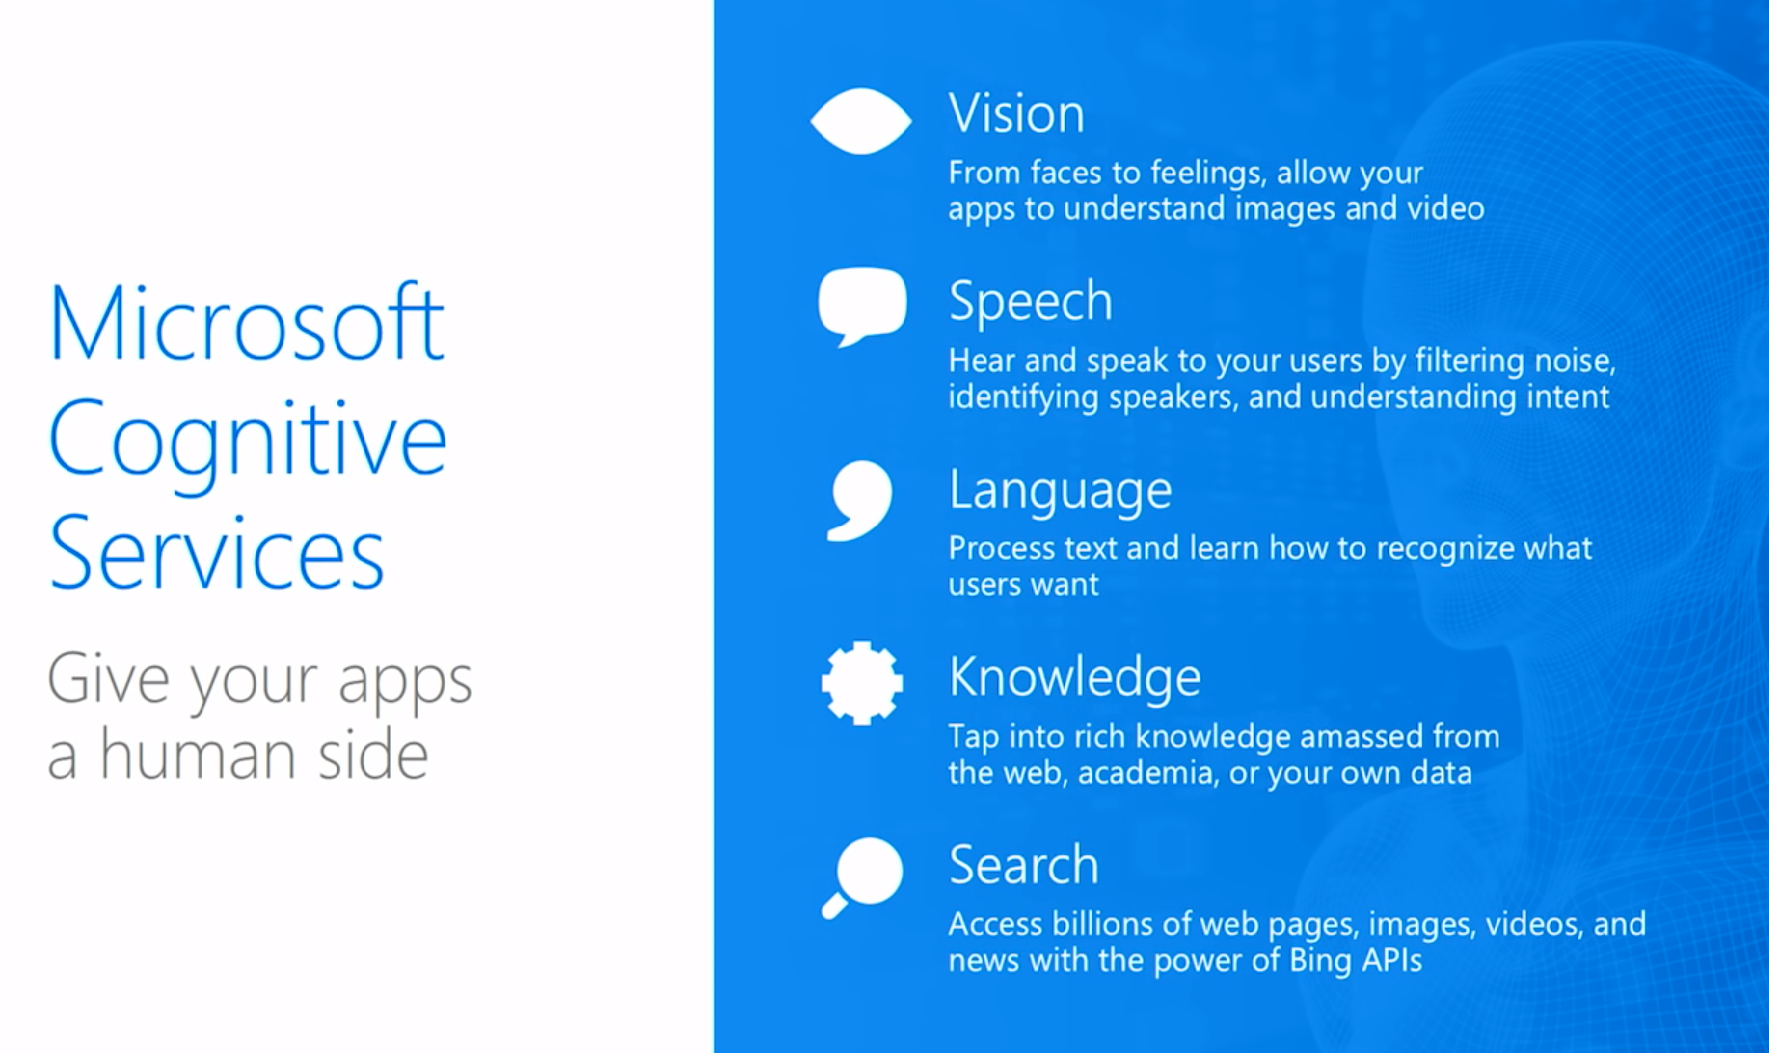 Microsoft
Cognitive
Services
Give your apps
a human side
Vision
From faces to feelings, allow your
apps to understand images and video
Speech
Hear and speak to your users by filtering noise,
identifying speakers, and understanding intent
Language
Process text and learn how to recognize what
users want
Knowledge
Tap into rich knowledge amassed from
the web, academia, or your own data
Search
Access billions of web pages, images, videos, and
news with the power of Bing APIs